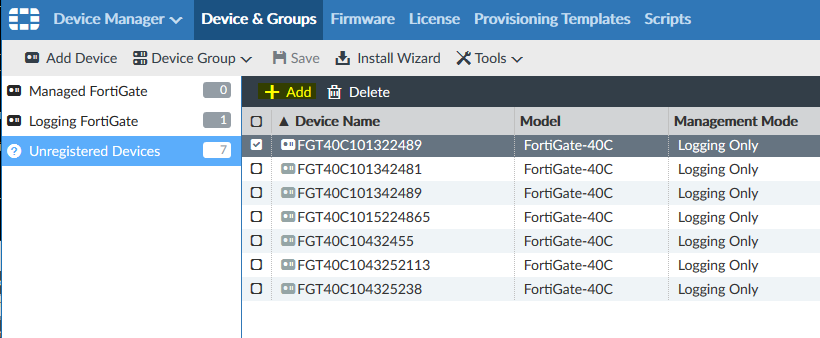 Device Manager Device & Groups Firmware License Provisioning Templates Scripts
Add Device Device Group Save Install Wizard Tools
Managed FortiGate 0
Logging FortiGate 1
Unregistered Devices 7
+ Add Delete
▲ Device Name Model Management Mode
FGT40C101322489 FortiGate-40C Logging Only
FGT40C101342481 FortiGate-40C Logging Only
FGT40C101342489 FortiGate-40C Logging Only
FGT40C1015224865 FortiGate-40C Logging Only
FGT40C10432455 FortiGate-40C Logging Only
FGT40C1043252113 FortiGate-40C Logging Only
FGT40C104325238 FortiGate-40C Logging Only